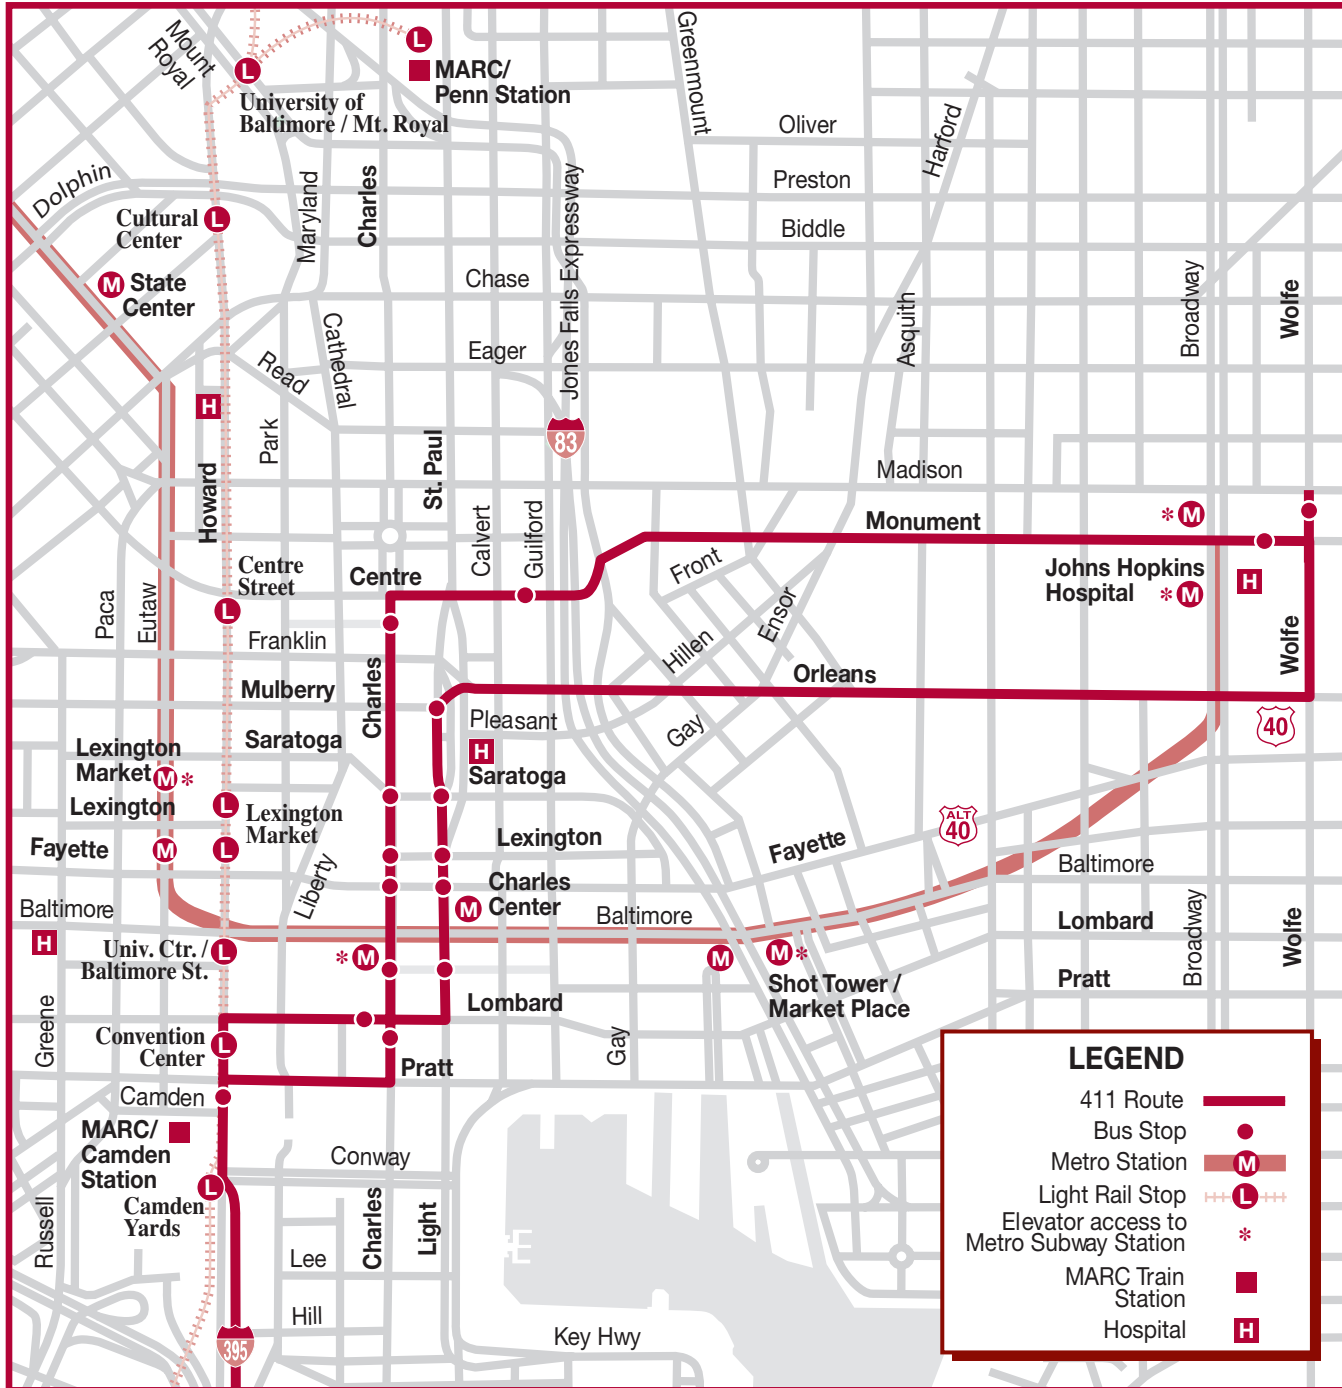 Mount
Royal
L
L
MARC/
Penn Station
University of
Baltimore / Mt. Royal
Greenmount
Oliver
Harford
Dolphin
Maryland
Charles
Preston
Cultural
Center
L
Biddle
Jones Falls Expressway
M State
Center
Chase
Broadway
Wolfe
Asquith
Cathedral
Read
Eager
H
Park
83
Howard
St. Paul
Madison
Calvert
Guilford
Monument
* M
Centre
Street
Centre
Front
Johns Hopkins
Hospital
* M
H
L
Paca
Eutaw
Ensor
Franklin
Hillen
Wolfe
Mulberry
Charles
Orleans
Pleasant
Gay
40
Saratoga
H
Saratoga
Lexington
Market
M *
Lexington
L
Lexington
Market
ALT
40
Fayette
M
L
Lexington
Fayette
Liberty
Charles
Center
M
Baltimore
Baltimore
Baltimore
Broadway
Wolfe
H
Univ. Ctr. /
Baltimore St.
L
* M
M
M *
Lombard
Shot Tower /
Market Place
Pratt
Greene
Lombard
Convention
Center
L
Gay
Pratt
Camden
MARC/
Camden
Station
Conway
L
Camden
Yards
Russell
Charles
Light
E
Lee
Hill
395
Key Hwy
LEGEND
411 Route
Bus Stop
Metro Station M
Light Rail Stop L
Elevator access to
Metro Subway Station *
MARC Train
Station
Hospital H